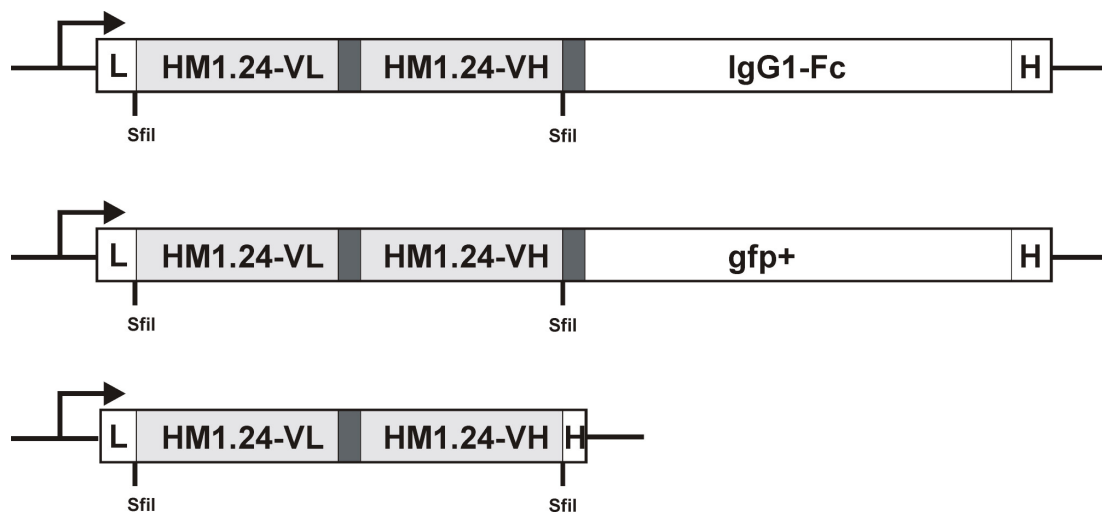 L HM1.24-VL HM1.24-VH IgG1-Fc H
SfiI SfiI
L HM1.24-VL HM1.24-VH gfp+ H
SfiI SfiI
L HM1.24-VL HM1.24-VH H
SfiI SfiI